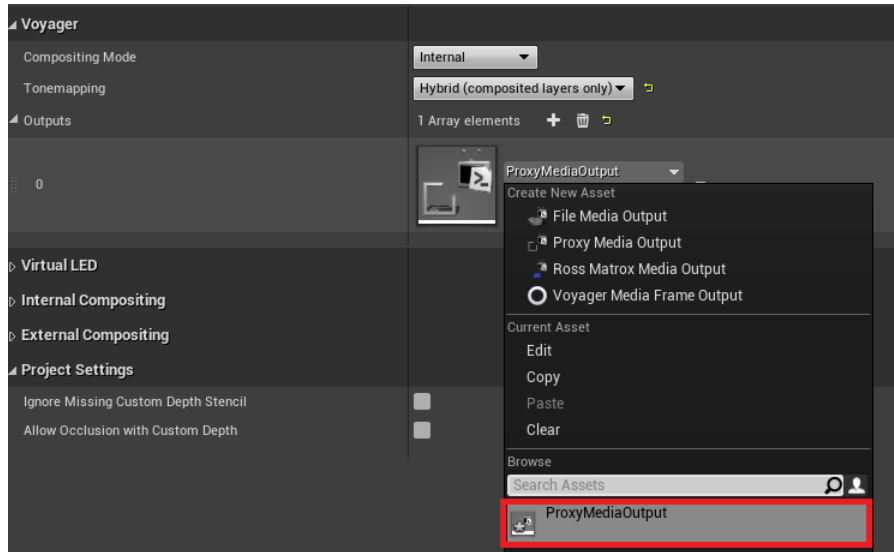 Voyager
Compositing Mode
Internal
Tonemapping
Hybrid (composited layers only)
Outputs
1 Array elements
0
ProxyMediaOutput
Create New Asset
File Media Output
Proxy Media Output
Ross Matrox Media Output
Voyager Media Frame Output
Virtual LED
Internal Compositing
External Compositing
Project Settings
Ignore Missing Custom Depth Stencil
Allow Occlusion with Custom Depth
Current Asset
Edit
Copy
Paste
Clear
Browse
Search Assets
ProxyMediaOutput